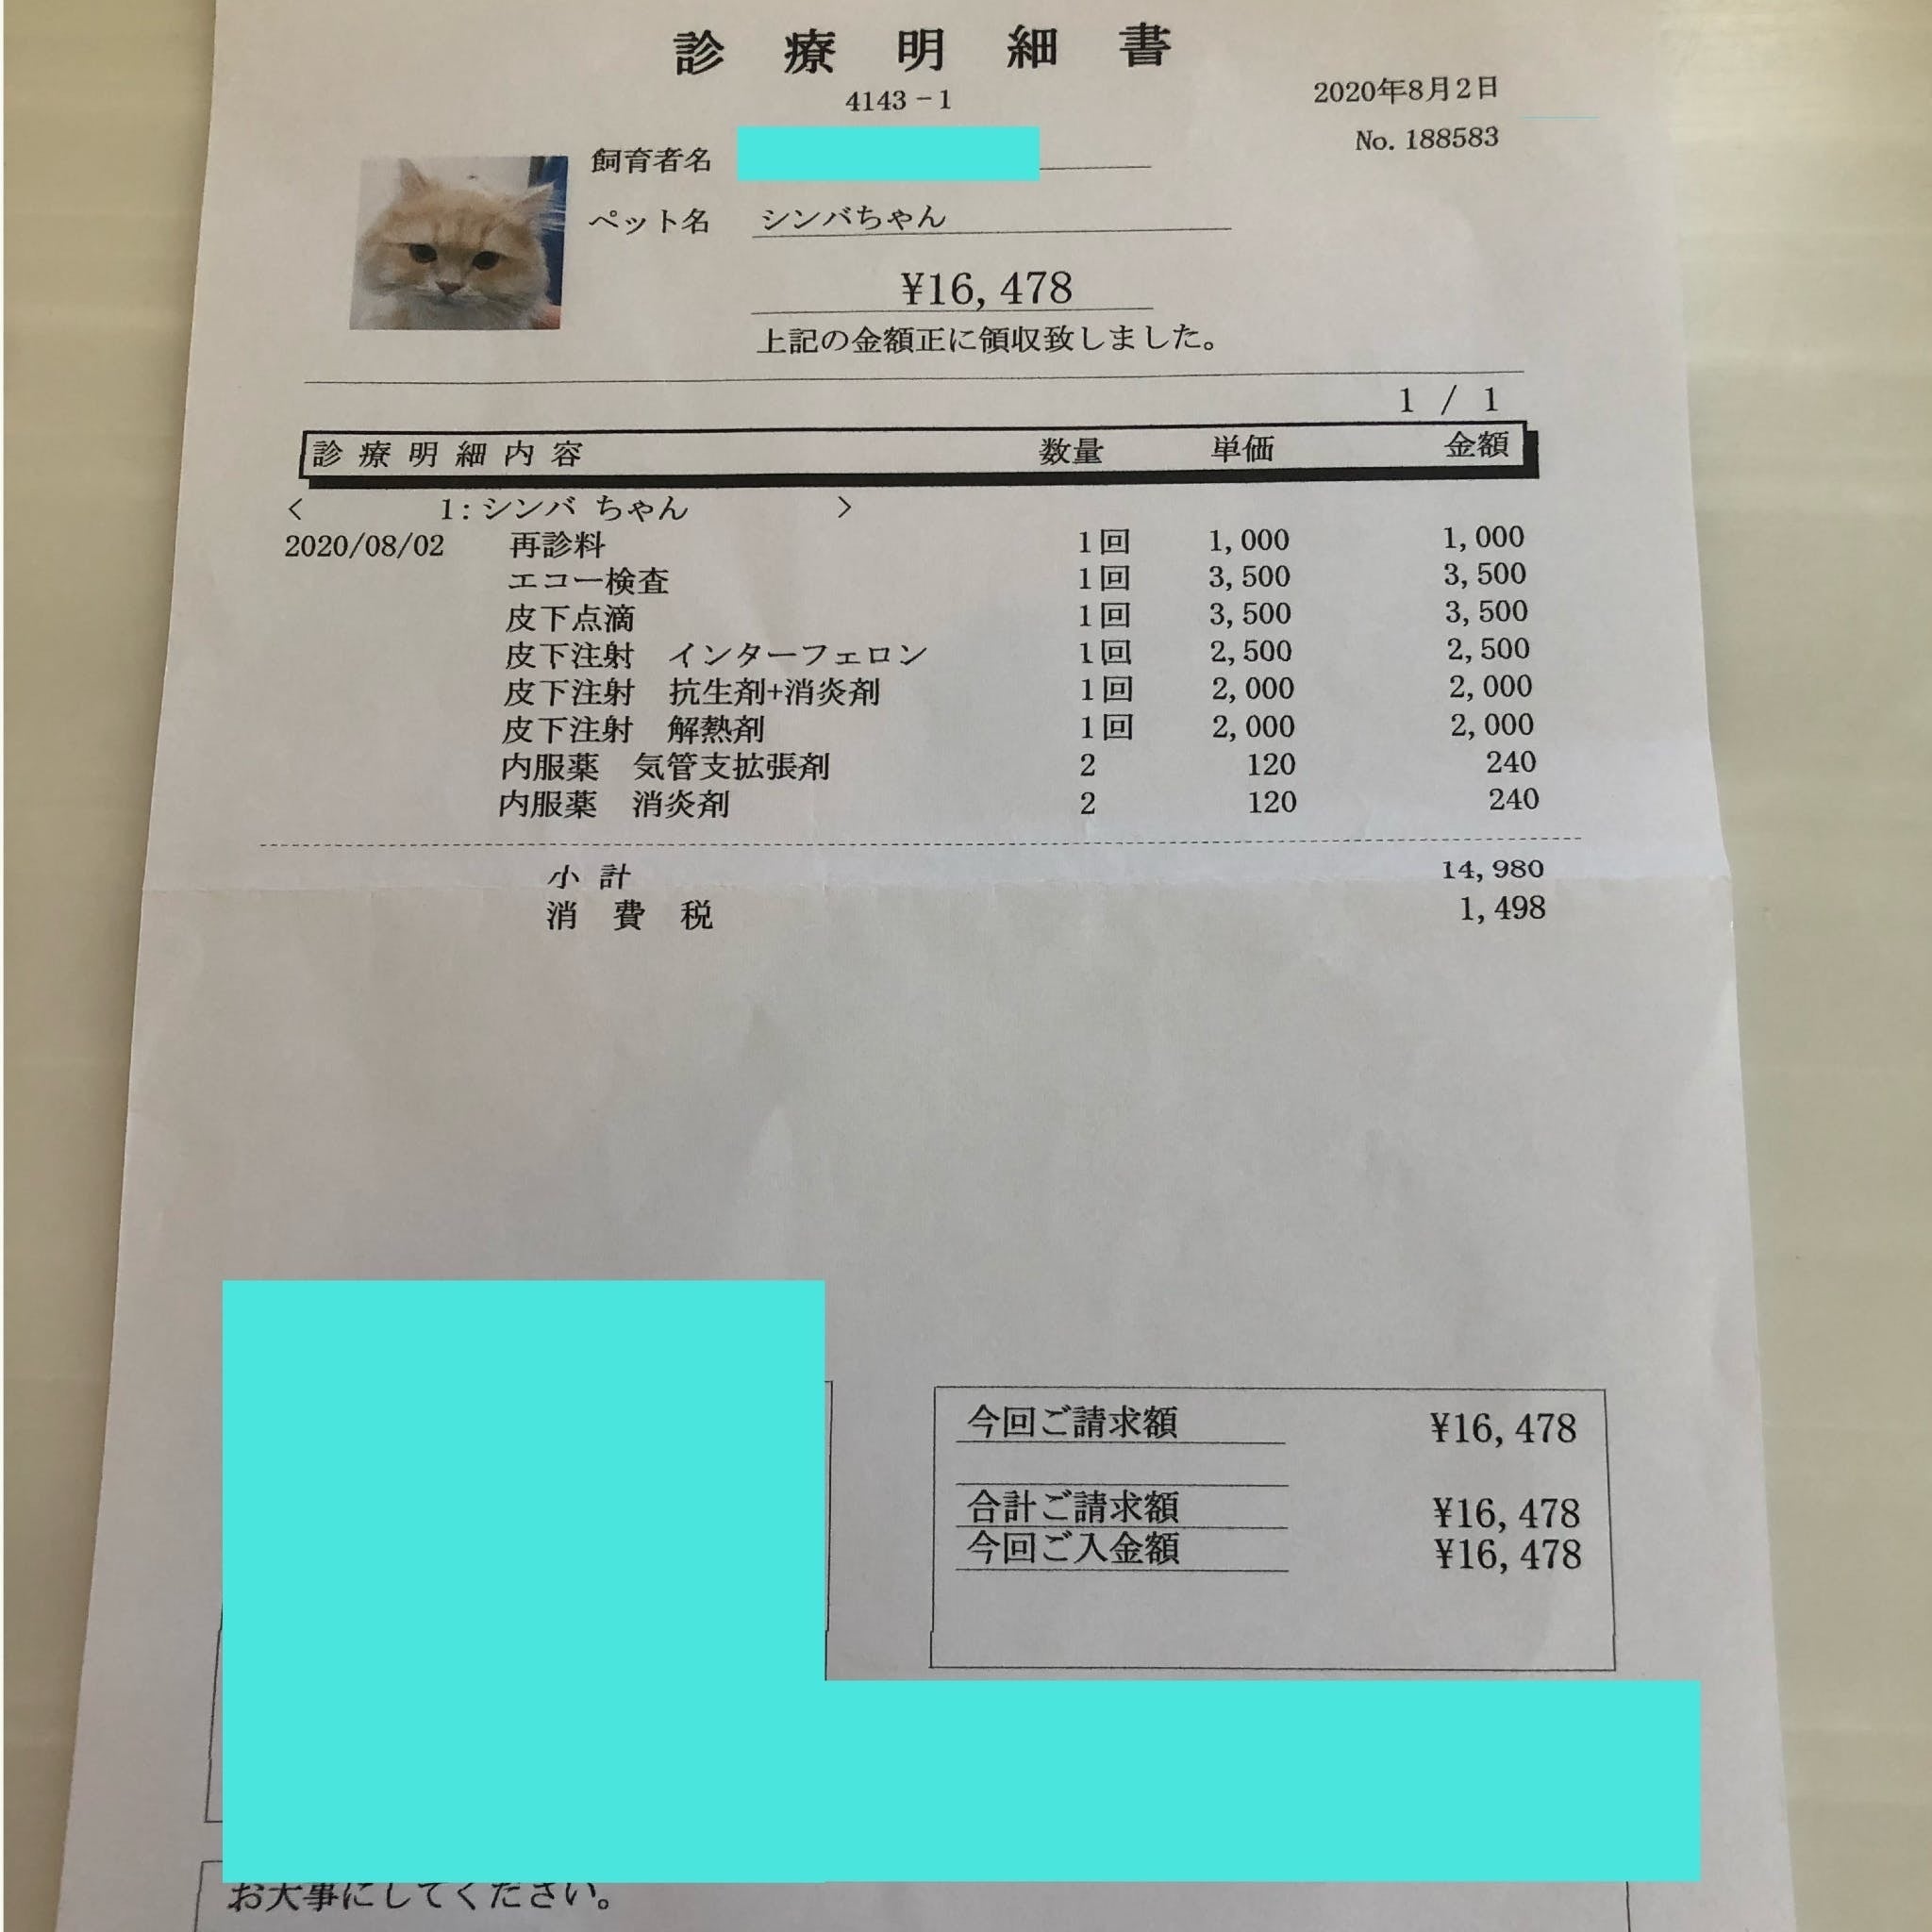 診療明細書
4143-1
2020年8月2日
No. 188583
飼育者名
ペット名 シンバちゃん
¥16,478
上記の金額正に領収致しました。
1 / 1
診療明細内容 数量 単価 金額
< 1:シンバ ちゃん >
2020/08/02 再診料 1回 1,000 1,000
エコー検査 1回 3,500 3,500
皮下点滴 1回 3,500 3,500
皮下注射 インターフェロン 1回 2,500 2,500
皮下注射 抗生剤+消炎剤 1回 2,000 2,000
皮下注射 解熱剤 1回 2,000 2,000
内服薬 気管支拡張剤 2 120 240
内服薬 消炎剤 2 120 240
小計 14,980
消費税 1,498
今回ご請求額 ¥16,478
合計ご請求額 ¥16,478
今回ご入金額 ¥16,478
お大事にしてください。